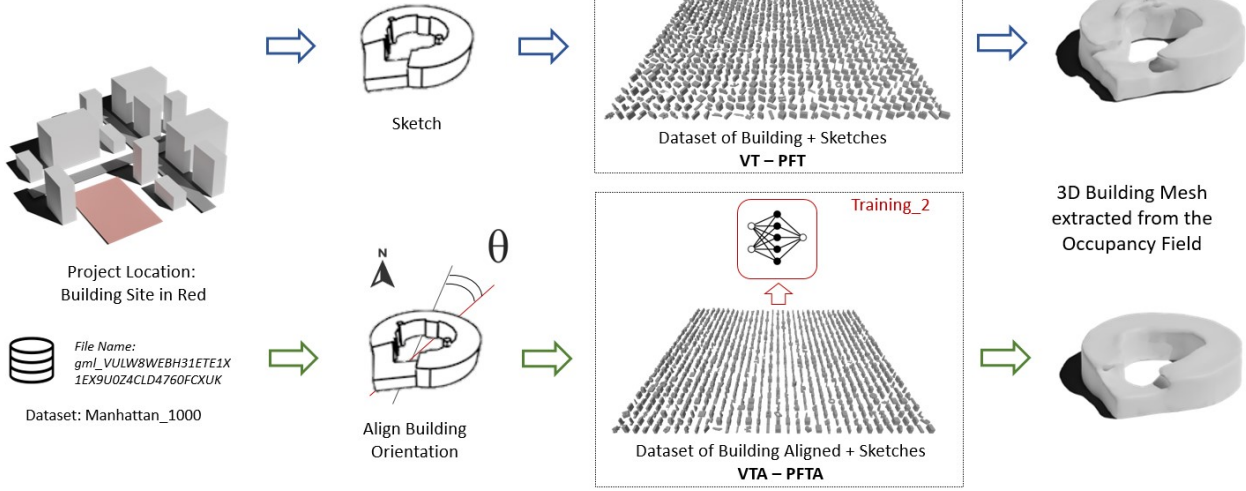 Sketch
Dataset of Building + Sketches
VT – PFT
Project Location:
Building Site in Red
File Name:
gml_VULW8WEBH31ETE1X
1EX9U0Z4CLD4760FCXUK
Dataset: Manhattan_1000
N
θ
Align Building
Orientation
Training_2
Dataset of Building Aligned + Sketches
VTA – PFTA
3D Building Mesh
extracted from the
Occupancy Field